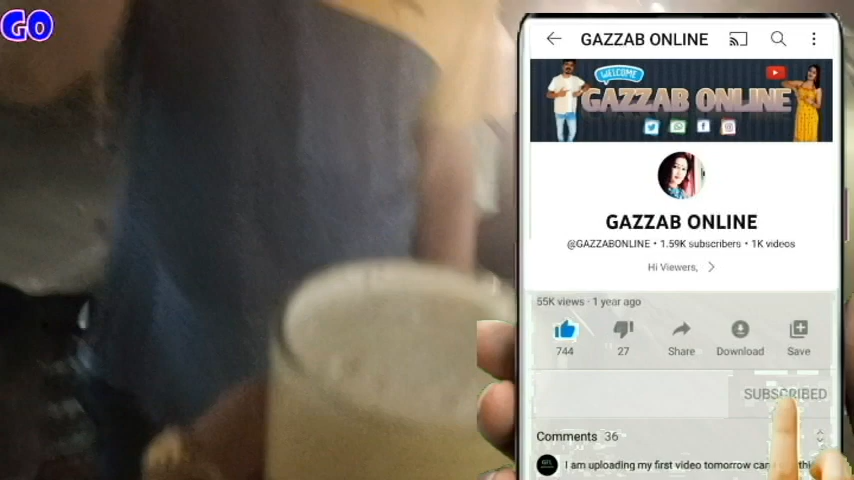 GO
GAZZAB ONLINE
WELCOME
GAZZAB ONLINE
GAZZAB ONLINE
@GAZZABONLINE • 1.59K subscribers • 1K videos
Hi Viewers,
55K views · 1 year ago
744
27
Share
Download
Save
SUBSCRIBED
Comments 36
I am uploading my first video tomorrow can